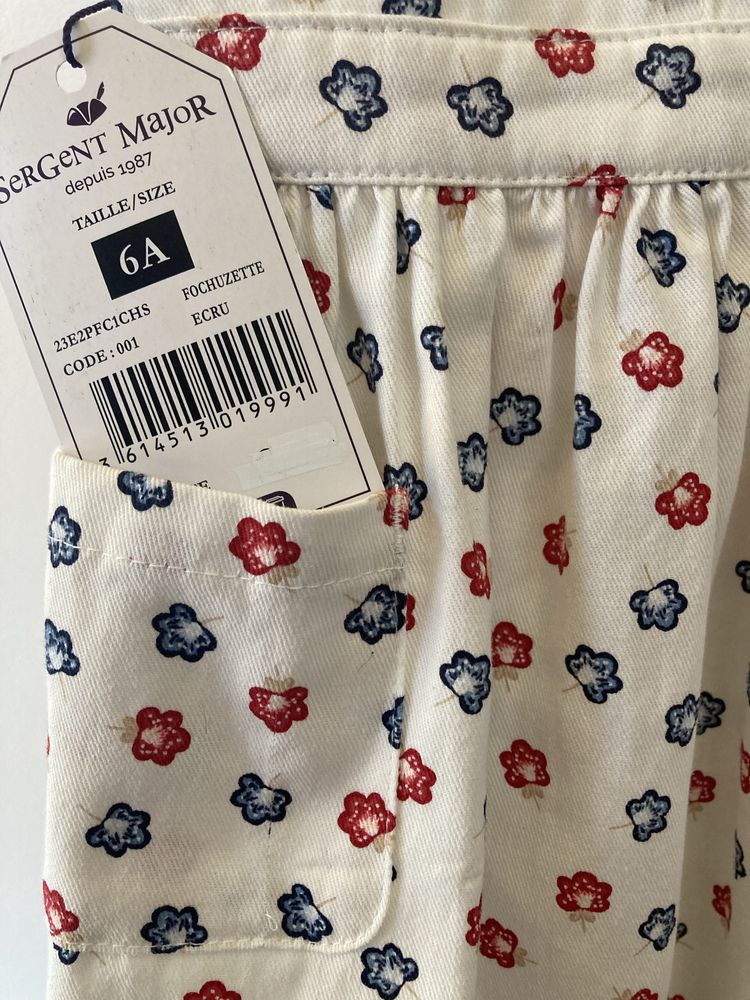 SERGENT MAJOR
depuis 1987
TAILLE/SIZE
6A
23E2PFC1CHS FOCHUZETTE
CODE : 001 ECRU
3 614513 019991